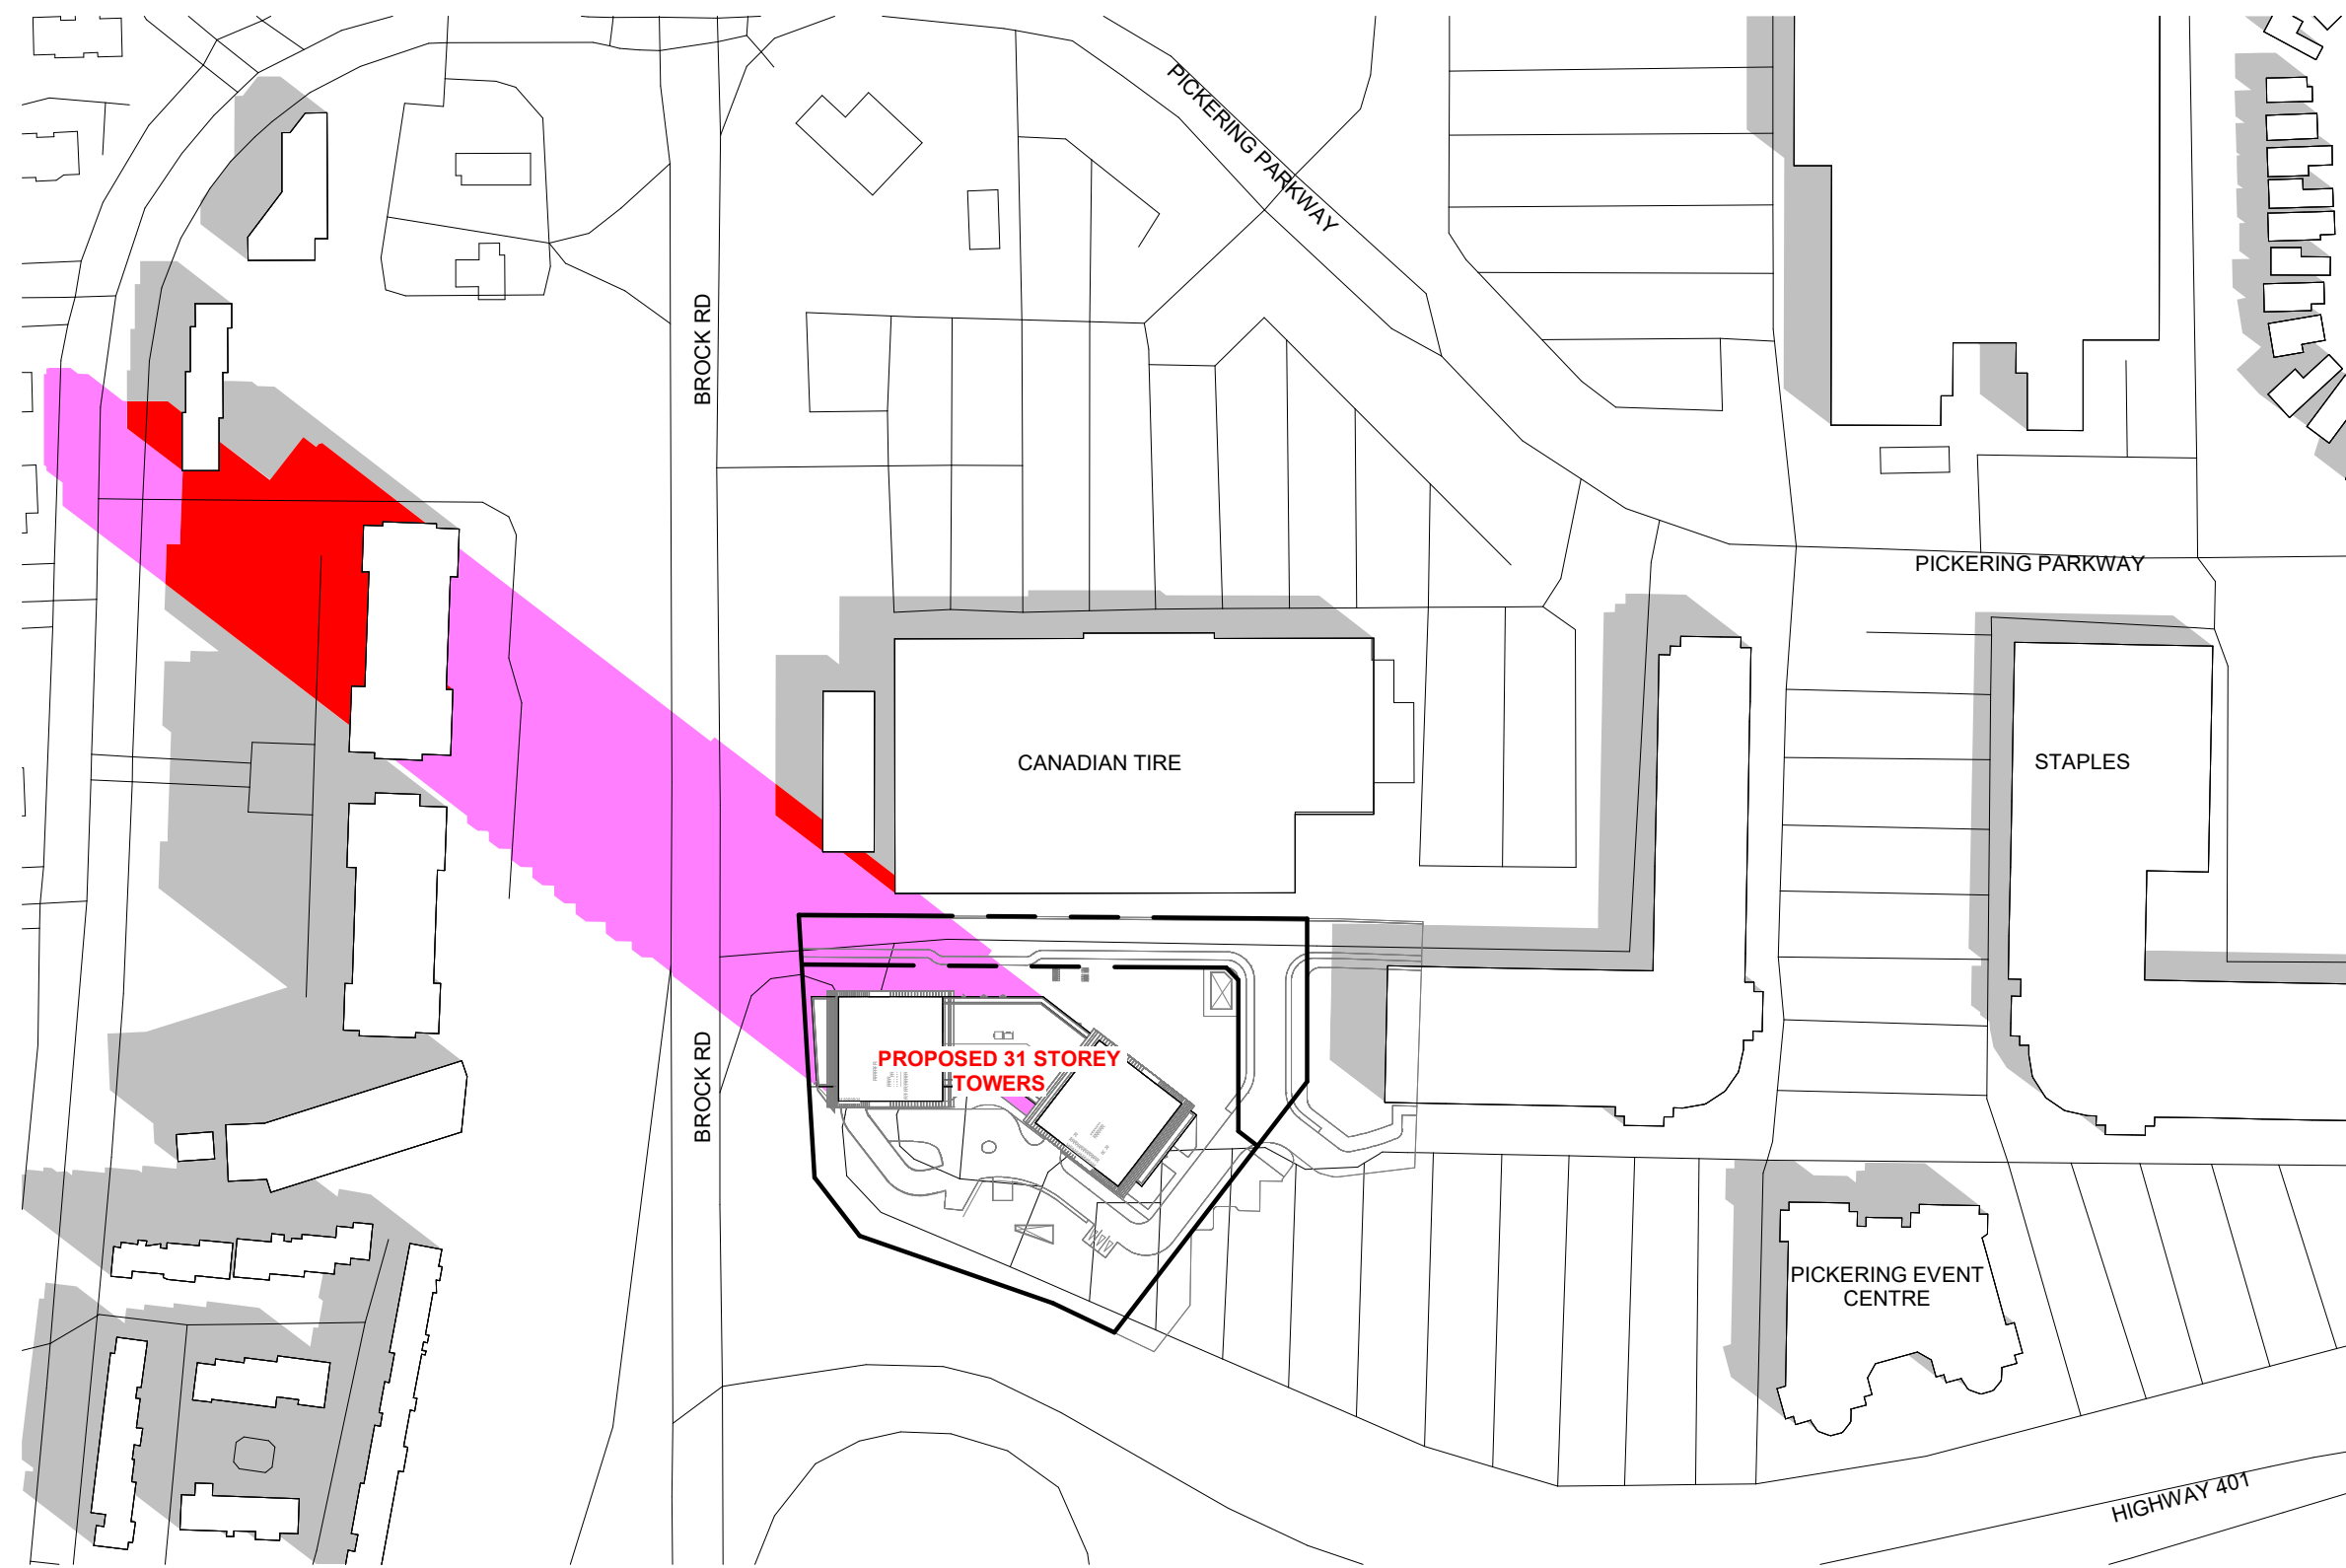 PICKERING PARKWAY
BROCK RD
PICKERING PARKWAY
CANADIAN TIRE
STAPLES
PROPOSED 31 STOREY
TOWERS
BROCK RD
PICKERING EVENT
CENTRE
HIGHWAY 401